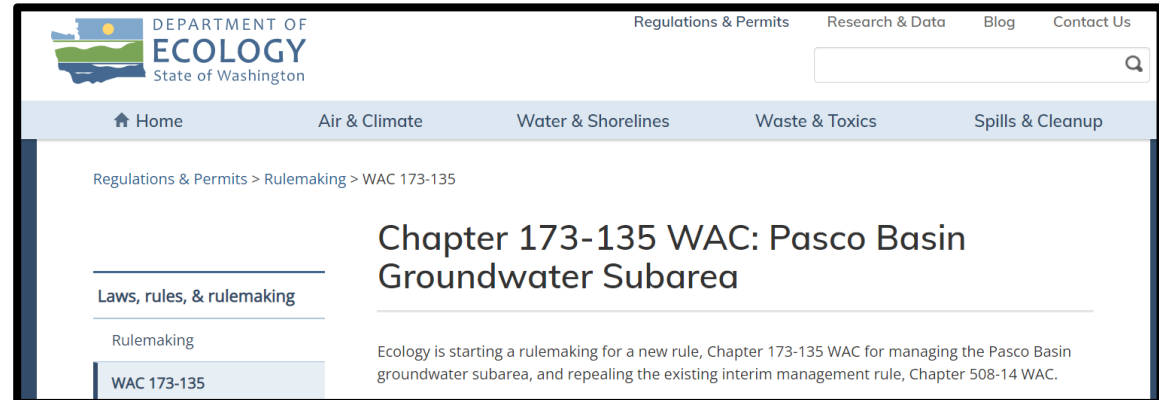 DEPARTMENT OF
ECOLOGY
State of Washington
Regulations & Permits Research & Data Blog Contact Us
Home Air & Climate Water & Shorelines Waste & Toxics Spills & Cleanup
Regulations & Permits > Rulemaking > WAC 173-135
Chapter 173-135 WAC: Pasco Basin
Groundwater Subarea
Laws, rules, & rulemaking
Rulemaking
WAC 173-135
Ecology is starting a rulemaking for a new rule, Chapter 173-135 WAC for managing the Pasco Basin
groundwater subarea, and repealing the existing interim management rule, Chapter 508-14 WAC.